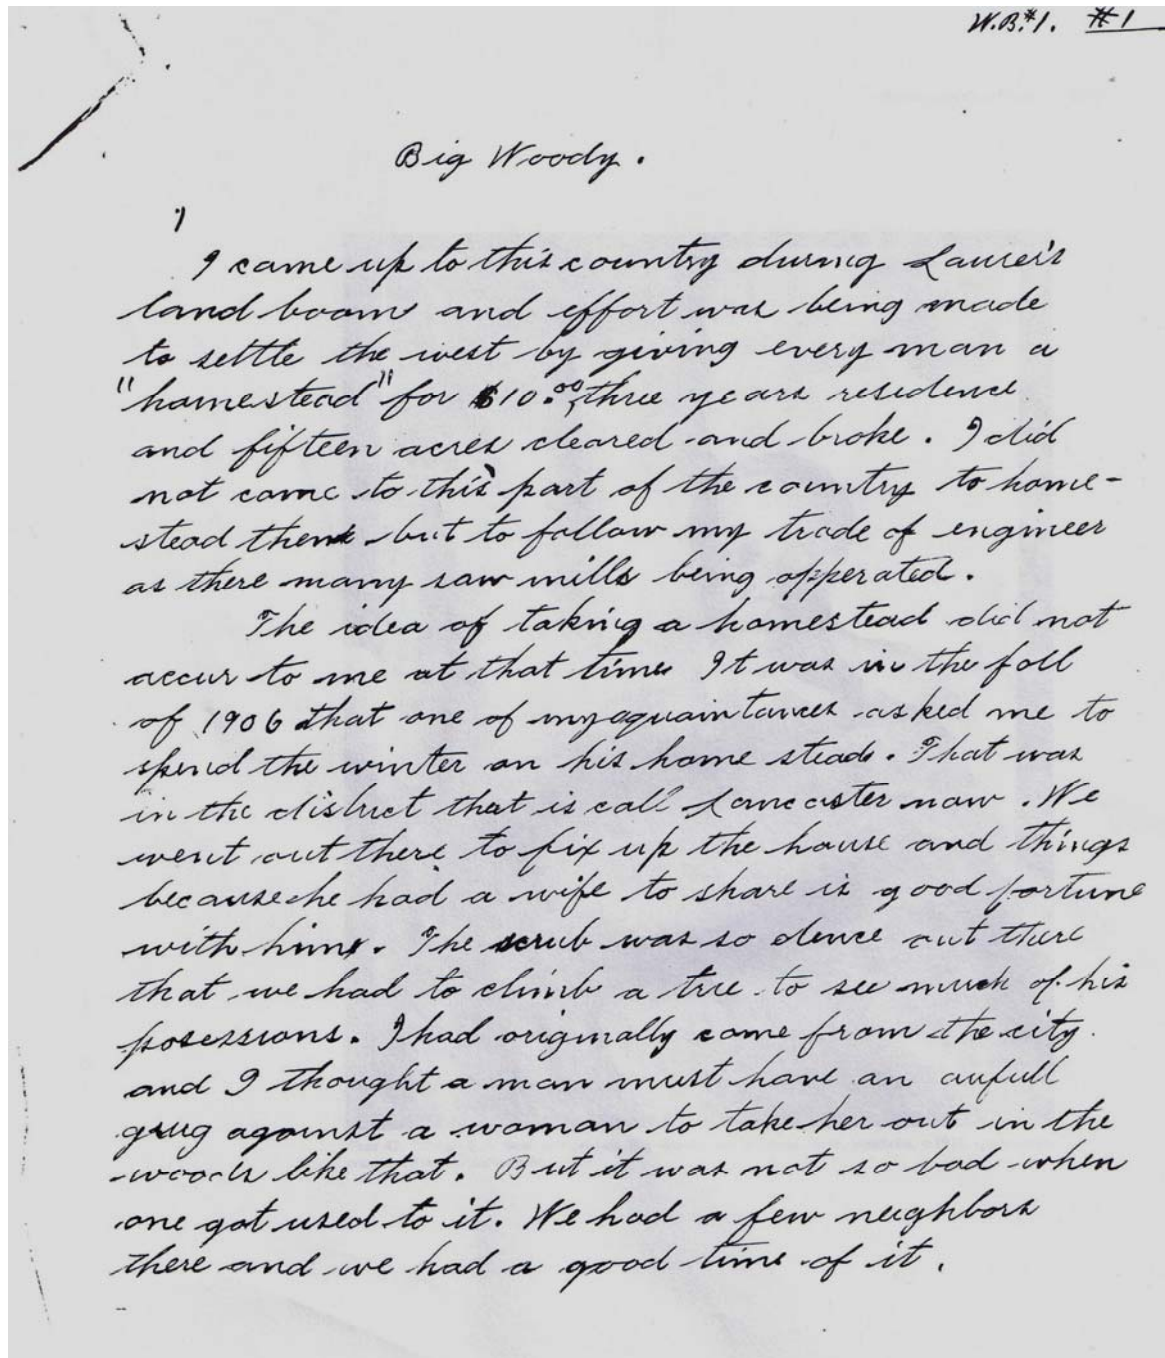 W.B.#1. #1
Big Woody.
I came up to this country during Laurei's
land boom and effort was being made
to settle the west by giving every man a
"homestead" for $10.00, three years residence
and fifteen acres cleared and broke. I did
not come to this part of the country to home-
stead then but to follow my trade of engineer
as there many saw mills being opperated.
The idea of taking a homestead did not
occur to me at that time It was in the fall
of 1906 that one of my aquaintances asked me to
spend the winter on his home stead. That was
in the district that is call Lancaster now. We
went out there to fix up the house and things
because he had a wife to share is good fortune
with him. The scrub was so dence out there
that we had to climb a tree to see much of his
posessions. I had originally come from the city
and I thought a man must have an aufull
grug against a woman to take her out in the
woods like that. But it was not so bad when
one got used to it. We had a few neighbors
there and we had a good time of it.